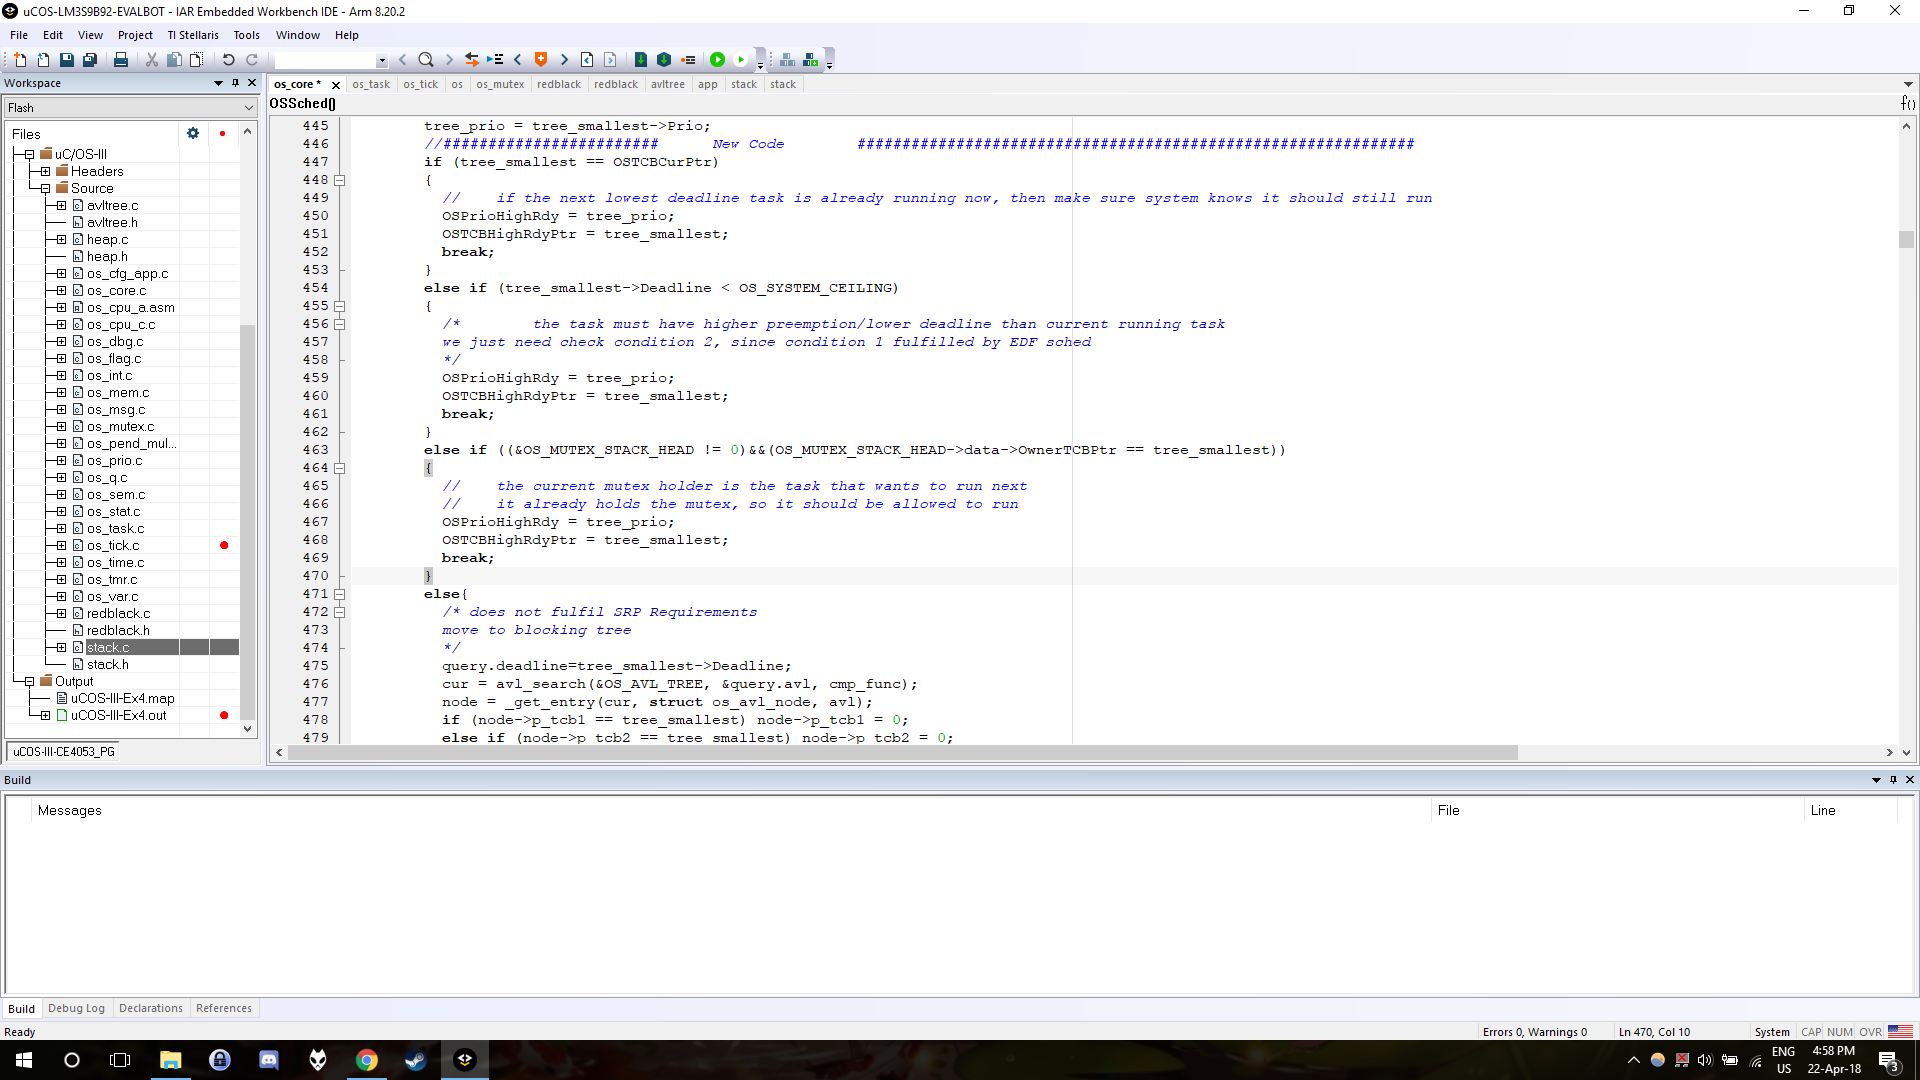 uCOS-LM3S9B92-EVALBOT - IAR Embedded Workbench IDE - Arm 8.20.2
File Edit View Project TI Stellaris Tools Window Help
Workspace
os_core * os_task os_tick os os_mutex redblack redblack avltree app stack stack
Flash
OSSched()
f()
Files
uC/OS-III
Headers
Source
avltree.c
avltree.h
heap.c
heap.h
os_cfg_app.c
os_core.c
os_cpu_a.asm
os_cpu_c.c
os_dbg.c
os_flag.c
os_int.c
os_mem.c
os_msg.c
os_mutex.c
os_pend_mul...
os_prio.c
os_q.c
os_sem.c
os_stat.c
os_task.c
os_tick.c
os_time.c
os_tmr.c
os_var.c
redblack.c
redblack.h
stack.c
stack.h
Output
uCOS-III-Ex4.map
uCOS-III-Ex4.out
uCOS-III-CE4053_PG
445 tree_prio = tree_smallest->Prio;
446 //######################## New Code ##############################################################
447 if (tree_smallest == OSTCBCurPtr)
448 {
449 // if the next lowest deadline task is already running now, then make sure system knows it should still run
450 OSPrioHighRdy = tree_prio;
451 OSTCBHighRdyPtr = tree_smallest;
452 break;
453 }
454 else if (tree_smallest->Deadline < OS_SYSTEM_CEILING)
455 {
456 /* the task must have higher preemption/lower deadline than current running task
457 we just need check condition 2, since condition 1 fulfilled by EDF sched
458 */
459 OSPrioHighRdy = tree_prio;
460 OSTCBHighRdyPtr = tree_smallest;
461 break;
462 }
463 else if ((&OS_MUTEX_STACK_HEAD != 0)&&(OS_MUTEX_STACK_HEAD->data->OwnerTCBPtr == tree_smallest))
464 {
465 // the current mutex holder is the task that wants to run next
466 // it already holds the mutex, so it should be allowed to run
467 OSPrioHighRdy = tree_prio;
468 OSTCBHighRdyPtr = tree_smallest;
469 break;
470 }
471 else{
472 /* does not fulfil SRP Requirements
473 move to blocking tree
474 */
475 query.deadline=tree_smallest->Deadline;
476 cur = avl_search(&OS_AVL_TREE, &query.avl, cmp_func);
477 node = _get_entry(cur, struct os_avl_node, avl);
478 if (node->p_tcb1 == tree_smallest) node->p_tcb1 = 0;
479 else if (node->p_tcb2 == tree_smallest) node->p_tcb2 = 0;
Build
Messages File Line
Build Debug Log Declarations References
Ready Errors 0, Warnings 0 Ln 470, Col 10 System CAP NUM OVR
ENG
US
4:58 PM
22-Apr-18
3